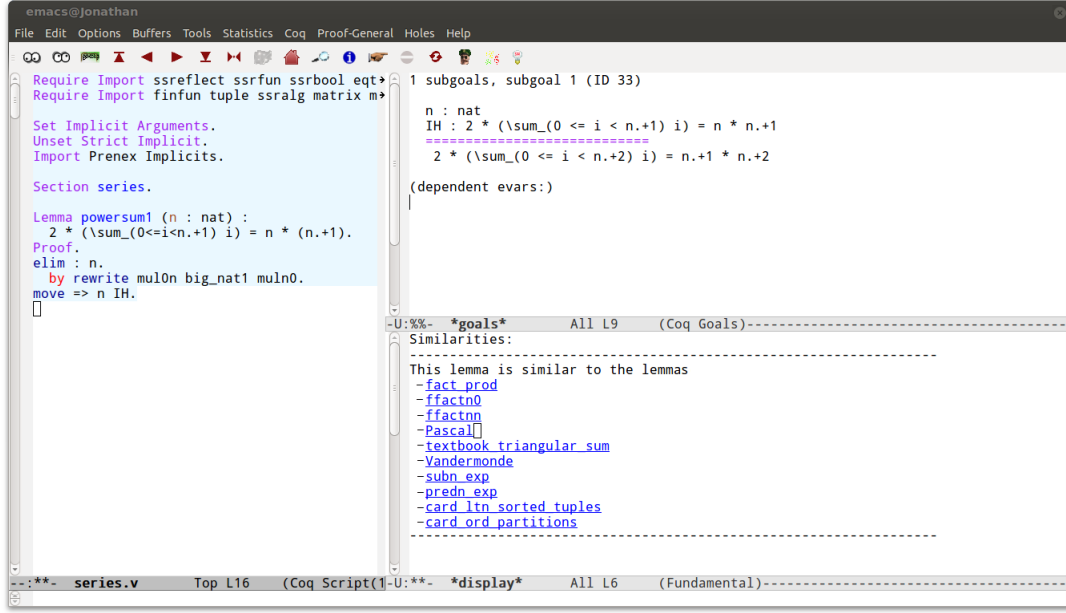 emacs@Jonathan
File Edit Options Buffers Tools Statistics Coq Proof-General Holes Help
Require Import ssreflect ssrfun ssrbool eqt
Require Import finfun tuple ssralg matrix m
Set Implicit Arguments.
Unset Strict Implicit.
Import Prenex Implicits.
Section series.
Lemma powersum1 (n : nat) :
2 * (\sum_(0<=i<n.+1) i) = n * (n.+1).
Proof.
elim : n.
by rewrite mul0n big_nat1 muln0.
move => n IH.
--:**- series.v Top L16 (Coq Script(1
1 subgoals, subgoal 1 (ID 33)
n : nat
IH : 2 * (\sum_(0 <= i < n.+1) i) = n * n.+1
============================
2 * (\sum_(0 <= i < n.+2) i) = n.+1 * n.+2
(dependent evars:)
-U:%%- *goals* All L9 (Coq Goals)----------------------------------------
Similarities:
------------------------------------------------------------------
This lemma is similar to the lemmas
-fact_prod
-ffactn0
-ffactnn
-Pascal
-textbook_triangular_sum
-Vandermonde
-subn_exp
-predn_exp
-card_ltn_sorted_tuples
-card_ord_partitions
------------------------------------------------------------------
-U:**- *display* All L6 (Fundamental)--------------------------------------